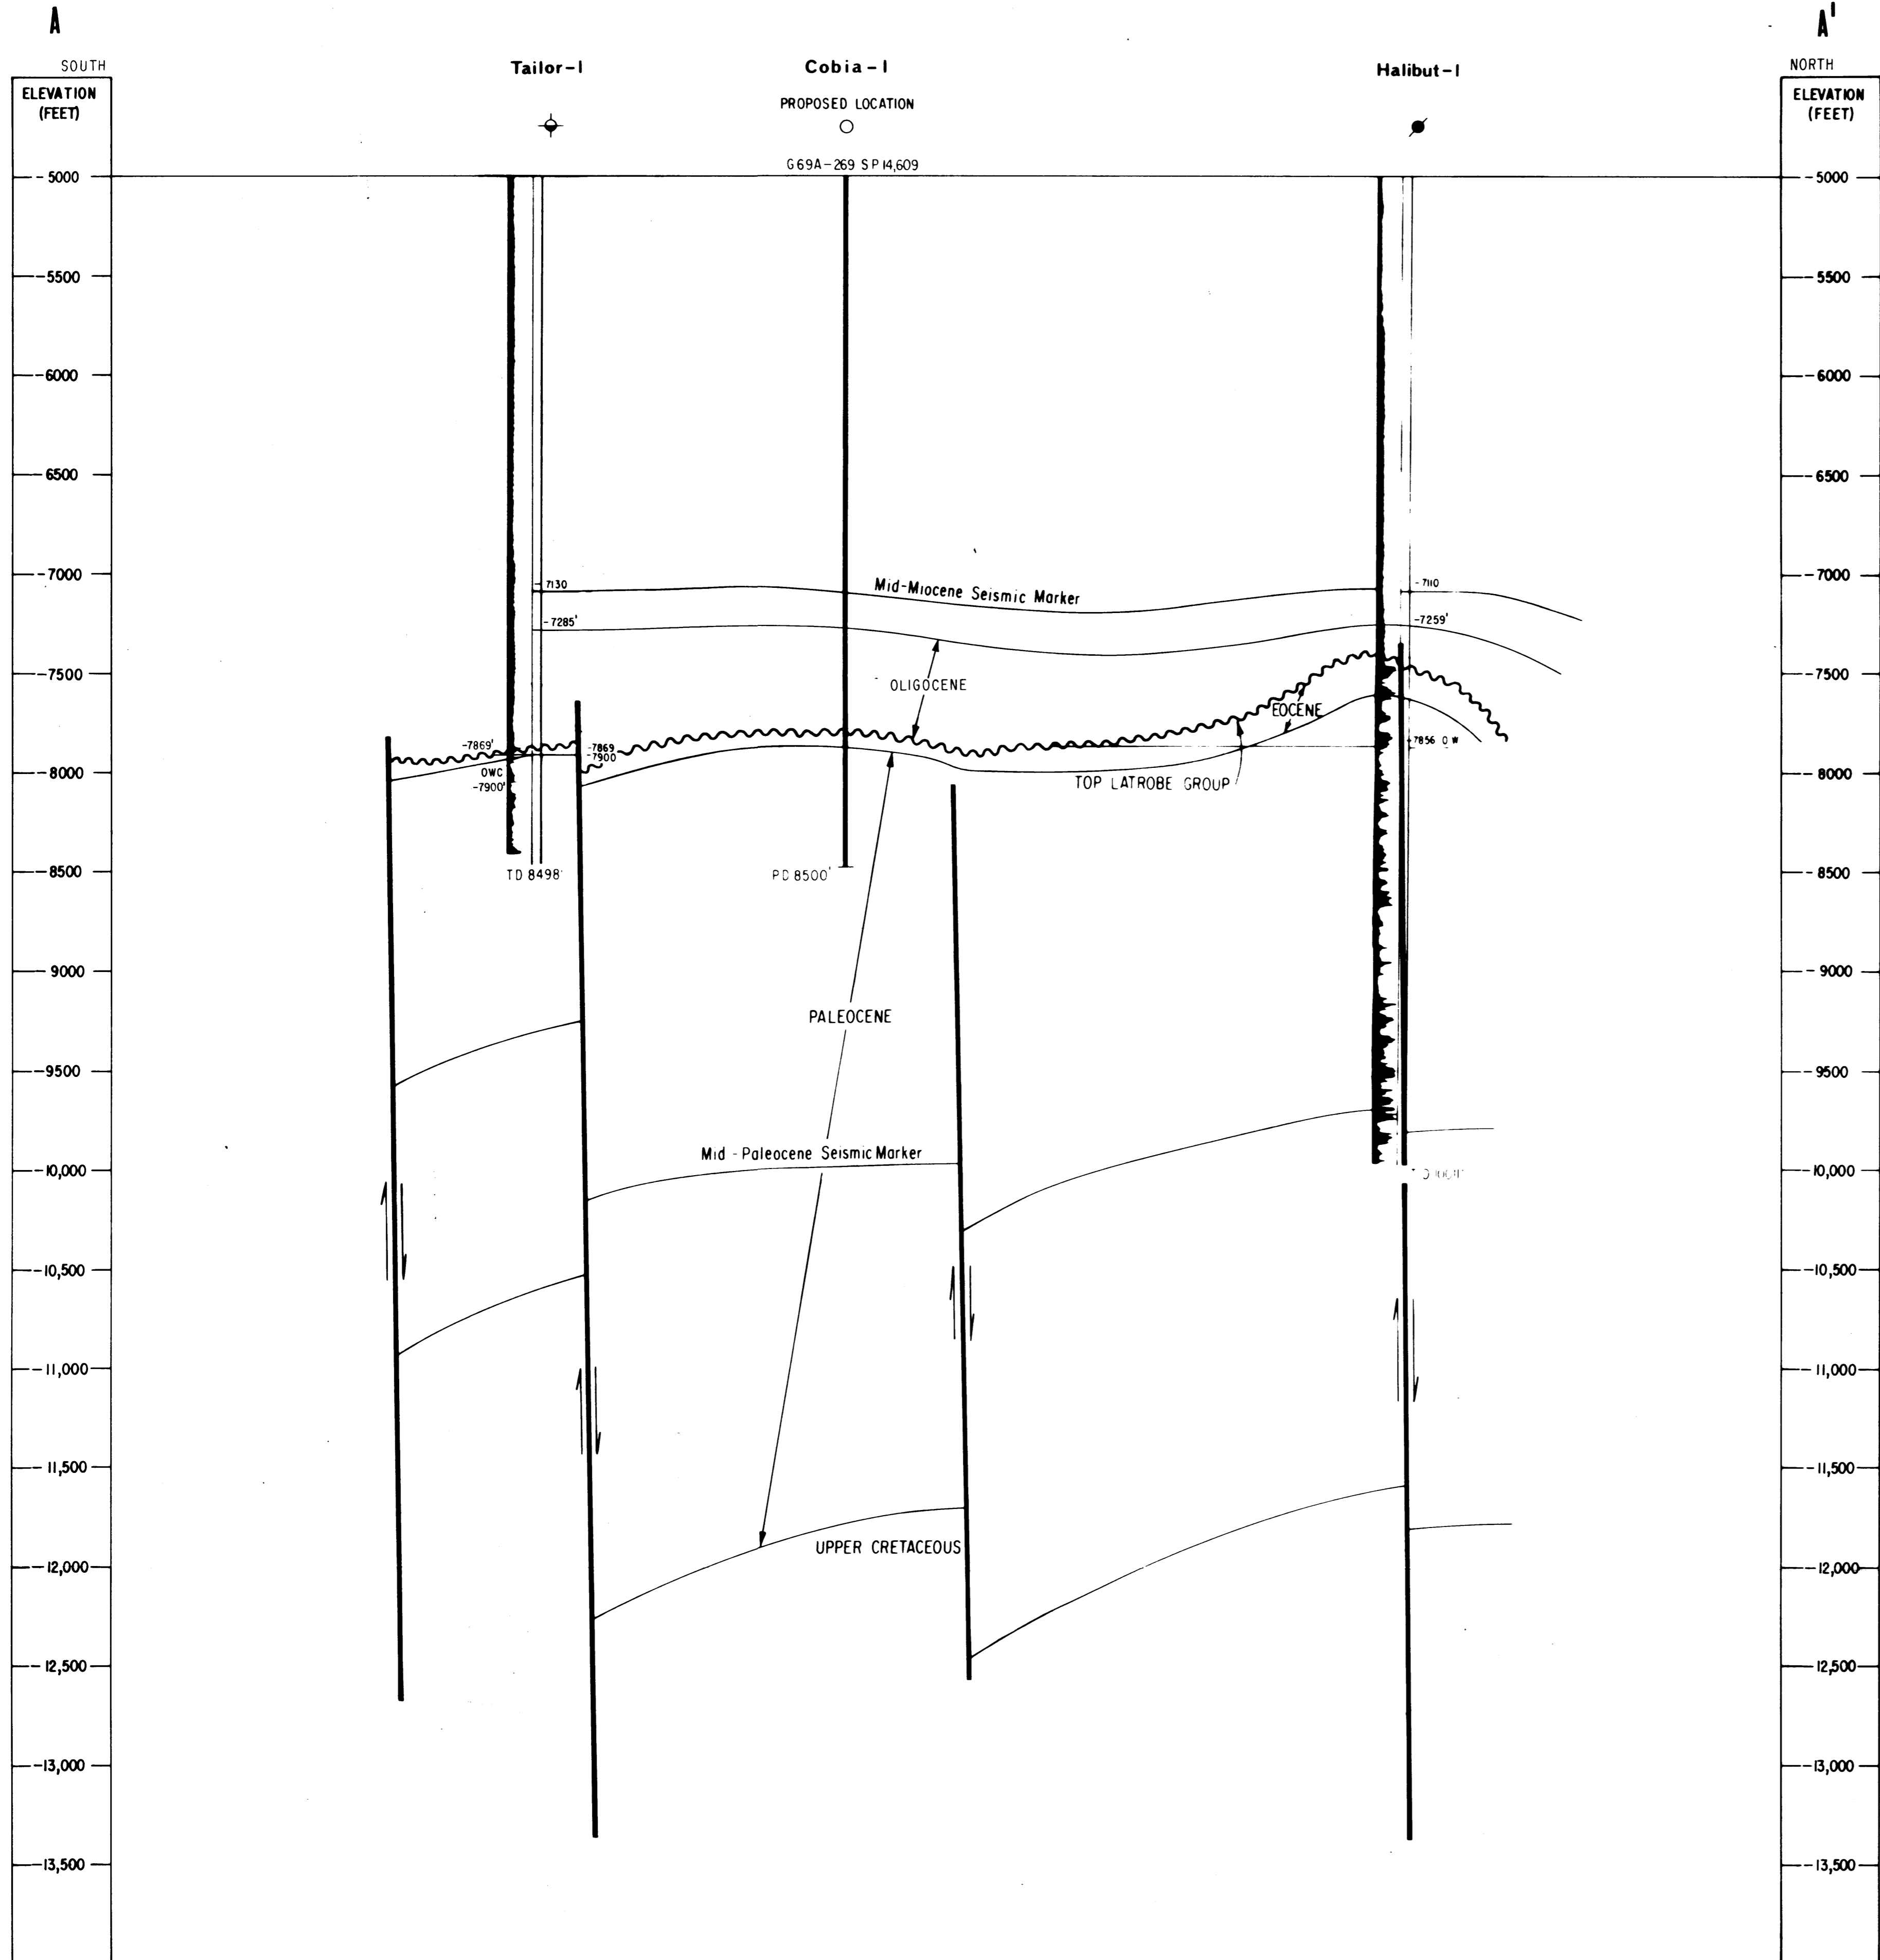 A
A'
SOUTH
Tailor-1
Cobia-1
Halibut-1
NORTH
ELEVATION
(FEET)
PROPOSED LOCATION
ELEVATION
(FEET)
G69A-269 SP 14,609
-5000
-5000
-5500
-5500
-6000
-6000
-6500
-6500
-7000
-7000
-7130
Mid-Miocene Seismic Marker
-7110
-7285'
-7259'
-7500
-7500
OLIGOCENE
EOCENE
-7869'
-7869
-7900
7856 OW
OWC
-7900'
-8000
-8000
TOP LATROBE GROUP
-8500
-8500
TD 8498'
PD 8500'
-9000
-9000
PALEOCENE
-9500
-9500
Mid-Paleocene Seismic Marker
-10,000
-10,000
-10,500
-10,500
-11,000
-11,000
-11,500
-11,500
UPPER CRETACEOUS
-12,000
-12,000
-12,500
-12,500
-13,000
-13,000
-13,500
-13,500